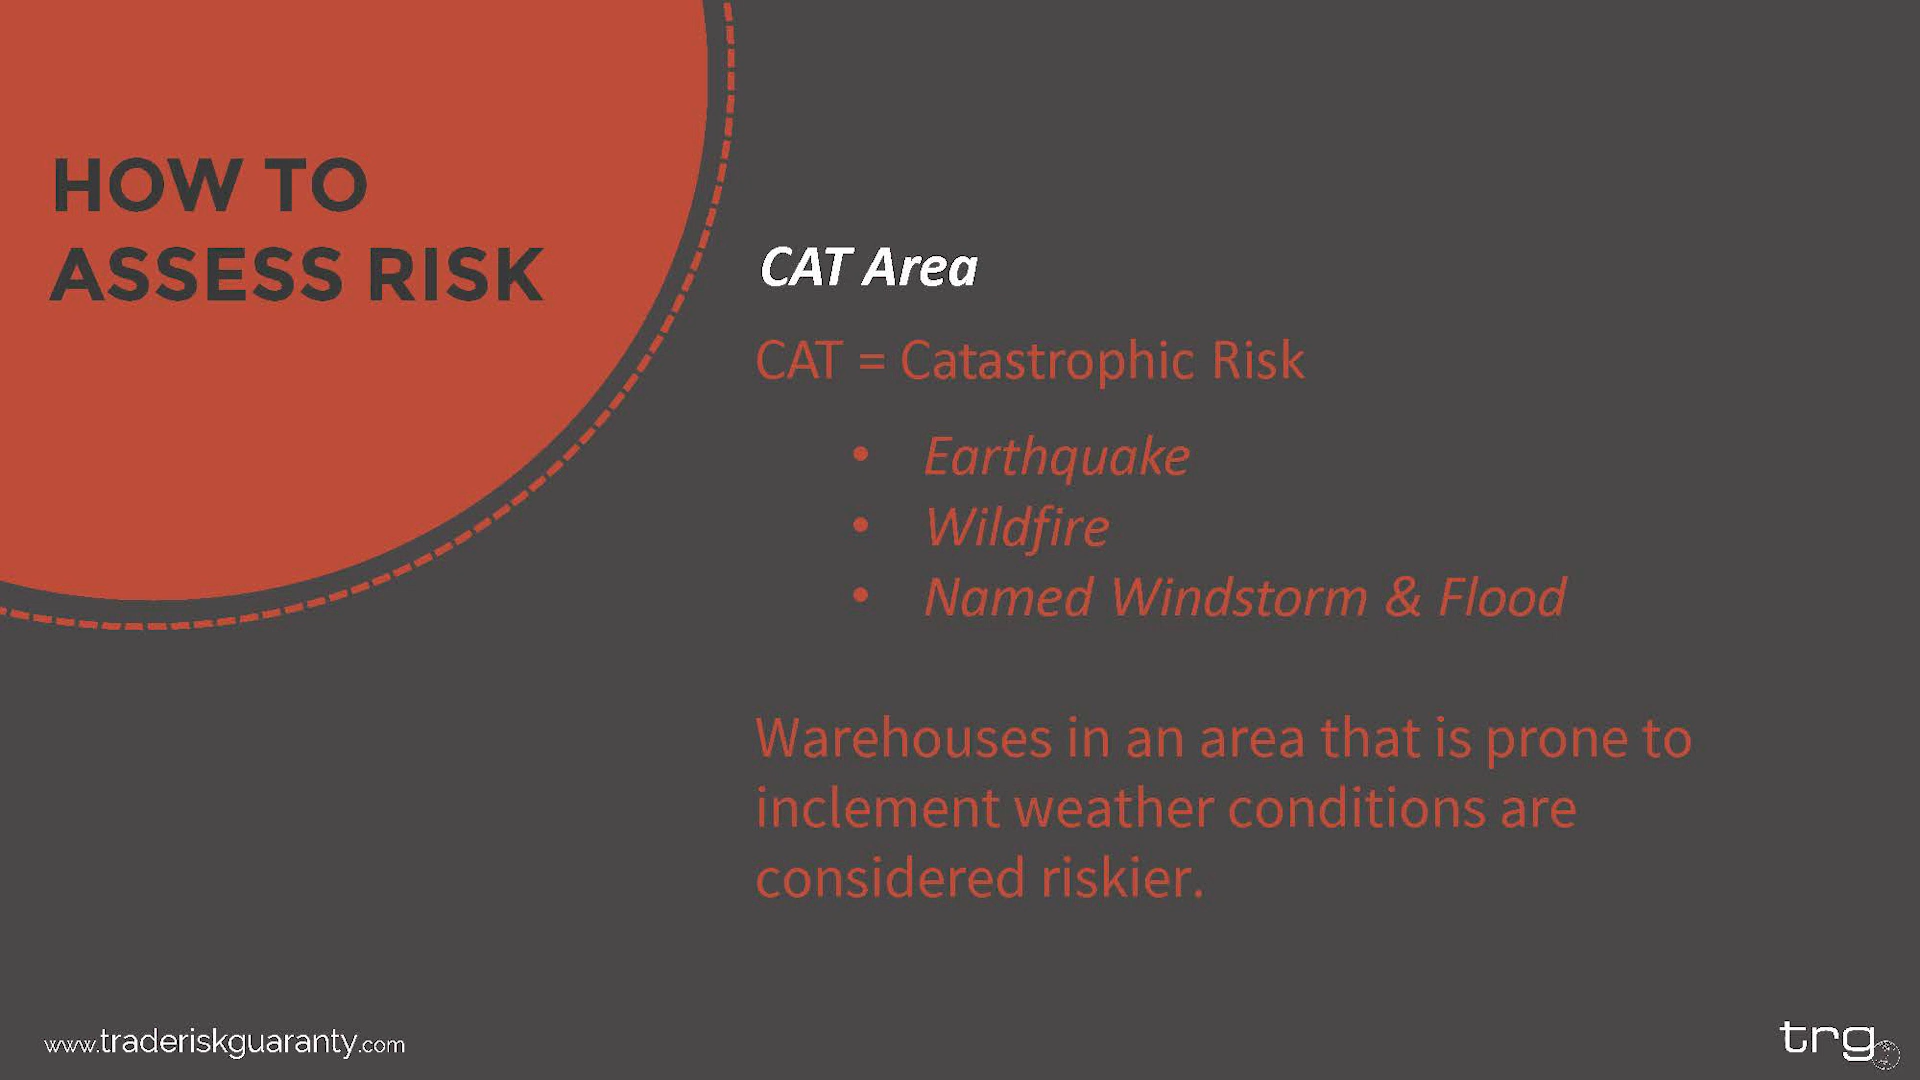 HOW TO
ASSESS RISK
CAT Area
CAT = Catastrophic Risk
• Earthquake
• Wildfire
• Named Windstorm & Flood
Warehouses in an area that is prone to
inclement weather conditions are
considered riskier.
www.traderiskguaranty.com
trg